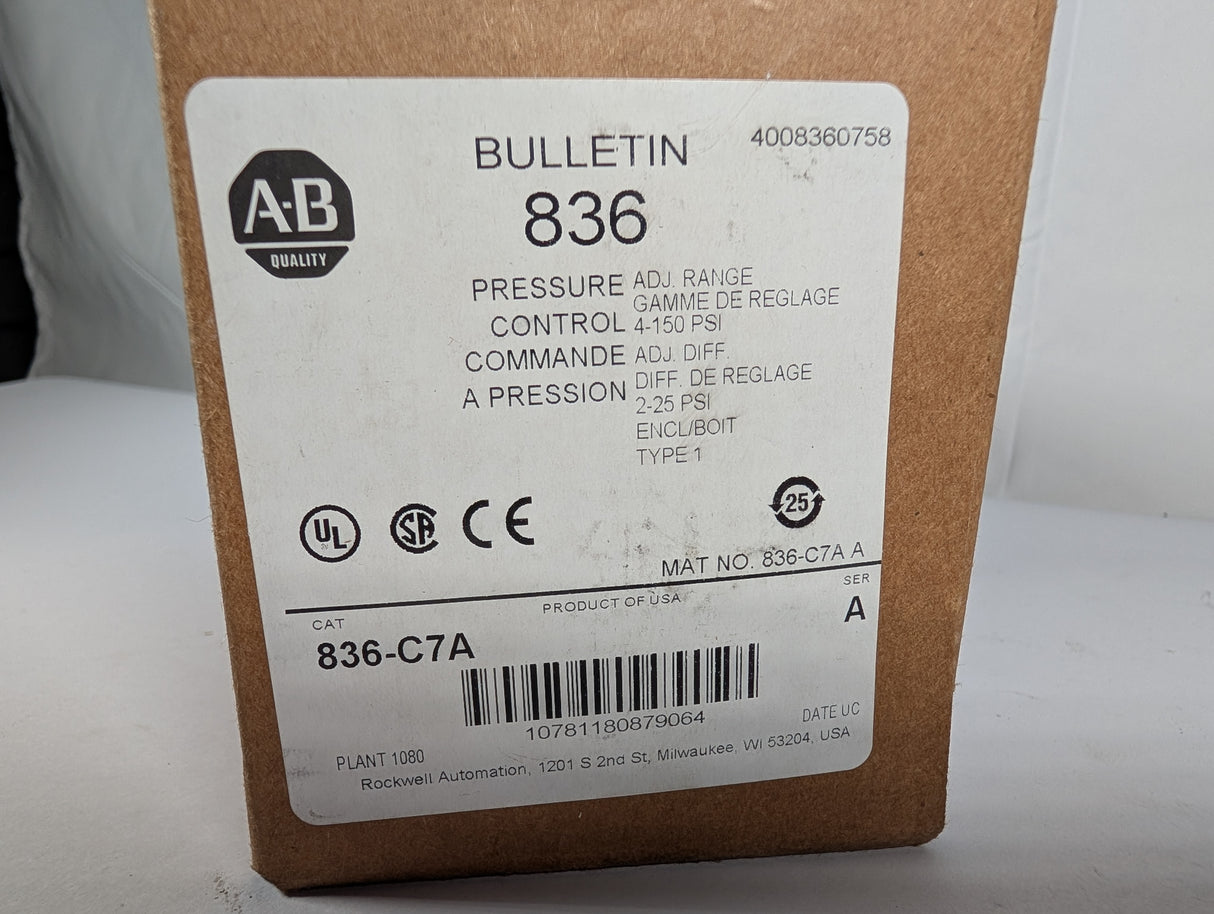 A-B
QUALITY
BULLETIN
836
4008360758
PRESSURE
CONTROL
COMMANDE
A PRESSION
ADJ. RANGE
GAMME DE REGLAGE
4-150 PSI
ADJ. DIFF.
DIFF. DE REGLAGE
2-25 PSI
ENCL/BOIT
TYPE 1
UL
SA
CE
25
MAT NO. 836-C7A A
PRODUCT OF USA
SER
A
CAT
836-C7A
10781180879064
DATE UC
PLANT 1080
Rockwell Automation, 1201 S 2nd St, Milwaukee, WI 53204, USA